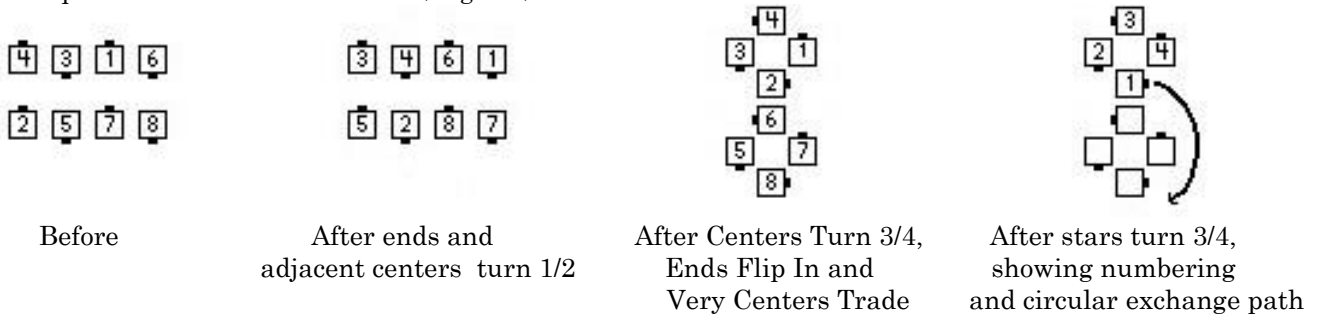 4 3 1 6
2 5 7 8
3 4 6 1
5 2 8 7
4
3 1
2
6
5 7
8
3
2 4
1
Before
After ends and
adjacent centers turn 1/2
After Centers Turn 3/4,
Ends Flip In and
Very Centers Trade
After stars turn 3/4,
showing numbering
and circular exchange path